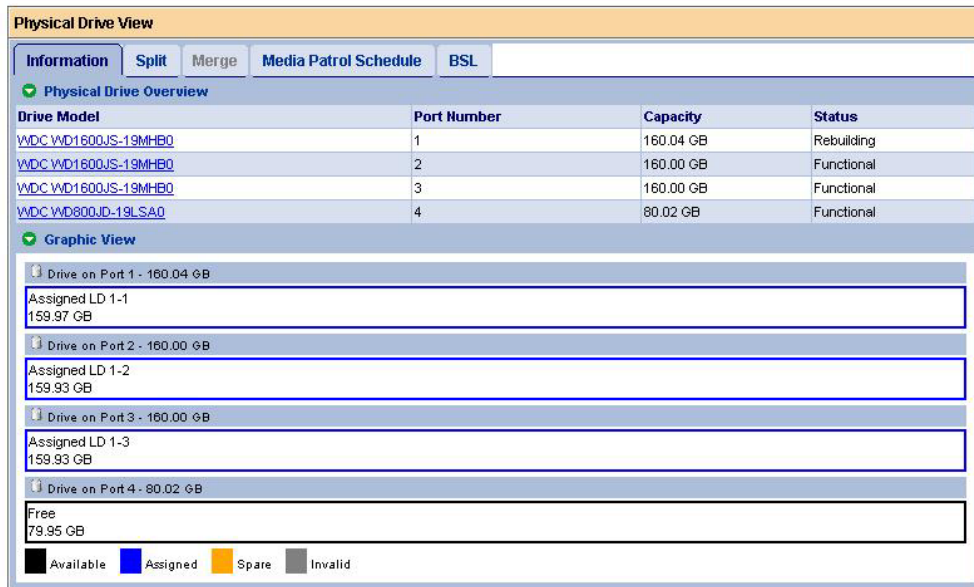 Physical Drive View
Information Split Merge Media Patrol Schedule BSL
Physical Drive Overview
Drive Model Port Number Capacity Status
WDC WD1600JS-19MHB0 1 160.04 GB Rebuilding
WDC WD1600JS-19MHB0 2 160.00 GB Functional
WDC WD1600JS-19MHB0 3 160.00 GB Functional
WDC WD800JD-19LSA0 4 80.02 GB Functional
Graphic View
Drive on Port 1 - 160.04 GB
Assigned LD 1-1
159.97 GB
Drive on Port 2 - 160.00 GB
Assigned LD 1-2
159.93 GB
Drive on Port 3 - 160.00 GB
Assigned LD 1-3
159.93 GB
Drive on Port 4 - 80.02 GB
Free
79.95 GB
Available Assigned Spare Invalid